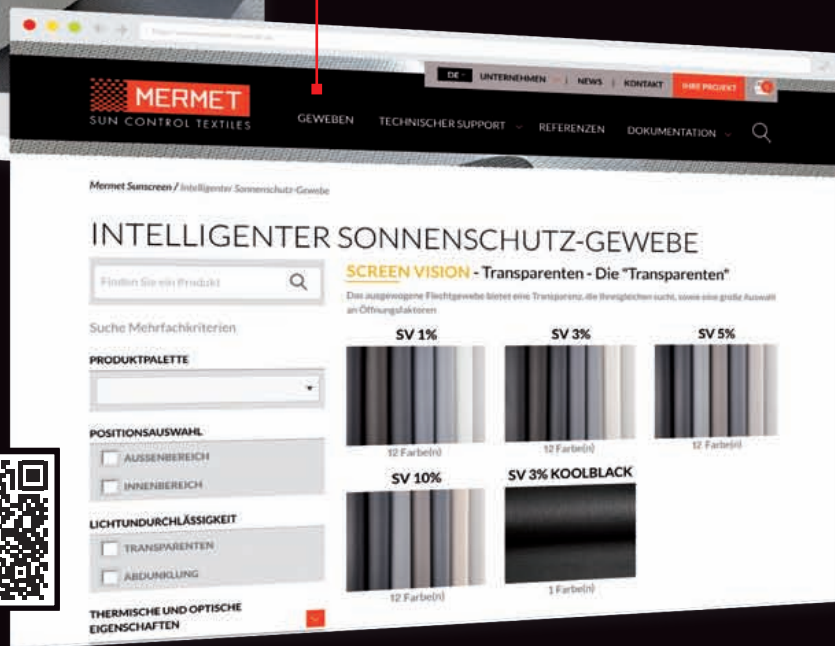 DE
UNTERNEHMEN | NEWS | KONTAKT
IHRE PROJEKT
MERMET
SUN CONTROL TEXTILES
GEWEBEN
TECHNISCHER SUPPORT
REFERENZEN
DOKUMENTATION
Mermet Sunscreen / Intelligenter Sonnenschutz-Gewebe
INTELLIGENTER SONNENSCHUTZ-GEWEBE
Finden Sie ein Produkt
Suche Mehrfachkriterien
PRODUKTPALETTE
POSITIONSAUSWAHL
AUSSENBEREICH
INNENBEREICH
LICHTUNDURCHLÄSSIGKEIT
TRANSPARENTEN
ABDUNKLUNG
THERMISCHE UND OPTISCHE
EIGENSCHAFTEN
SCREEN VISION - Transparenten - Die "Transparenten"
Das ausgewogene Flechtgewebe bietet eine Transparenz, die ihresgleichen sucht, sowie eine große Auswahl
an Öffnungsfaktoren
SV 1%
12 Farbe(n)
SV 3%
12 Farbe(n)
SV 5%
12 Farbe(n)
SV 10%
12 Farbe(n)
SV 3% KOOLBLACK
1 Farbe(n)